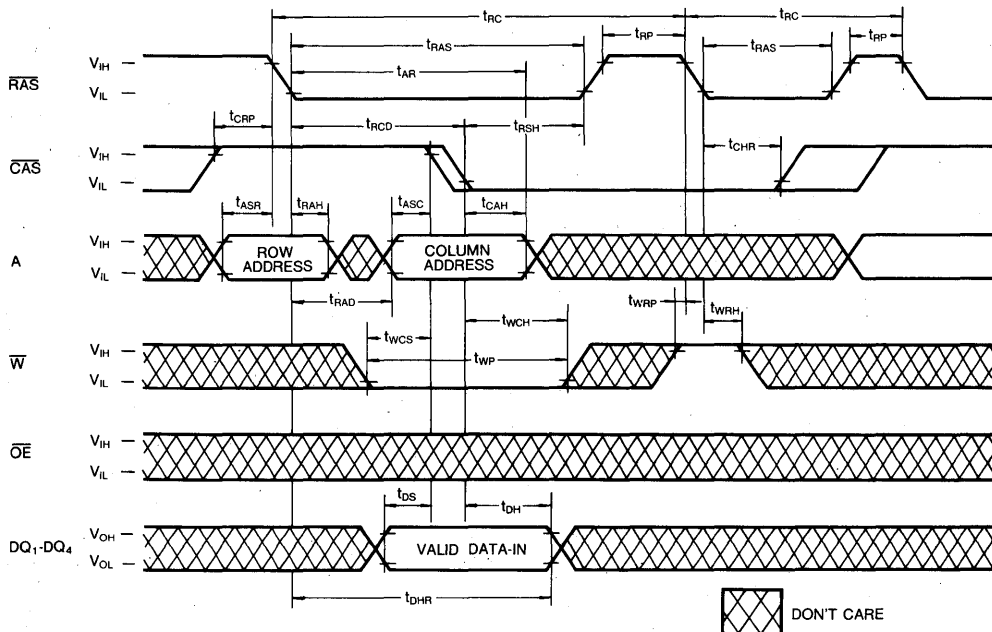 tRC tRC
tRAS tRP tRAS tRP
tAR
RAS VIH
VIL
tCRP tRCD tRSH tCHR
CAS VIH
VIL
tASR tRAH tASC tCAH
A VIH
VIL
ROW ADDRESS
COLUMN ADDRESS
tRAD tWRP tWRH
tWCS tWCH
tWP
W VIH
VIL
OE VIH
VIL
tDS tDH
DQ1-DQ4 VOH
VOL
VALID DATA-IN
tDHR
DON'T CARE